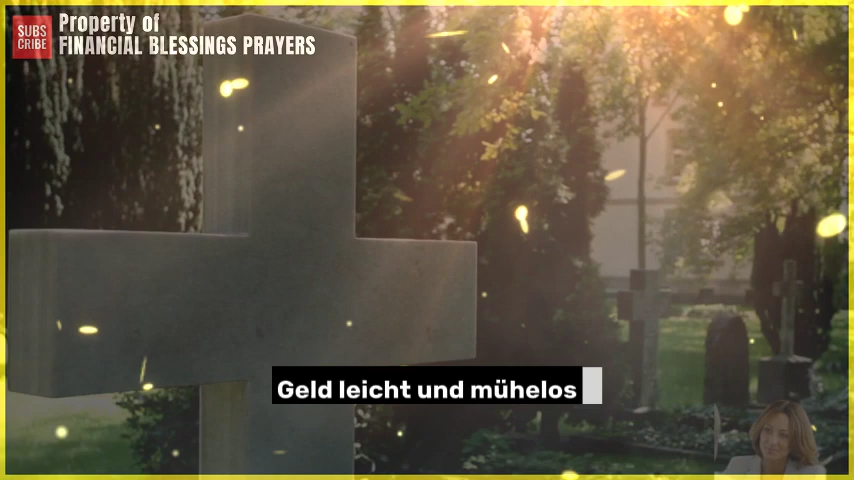 SUBS
CRIBE
Property of
FINANCIAL BLESSINGS PRAYERS
Geld leicht und mühelos